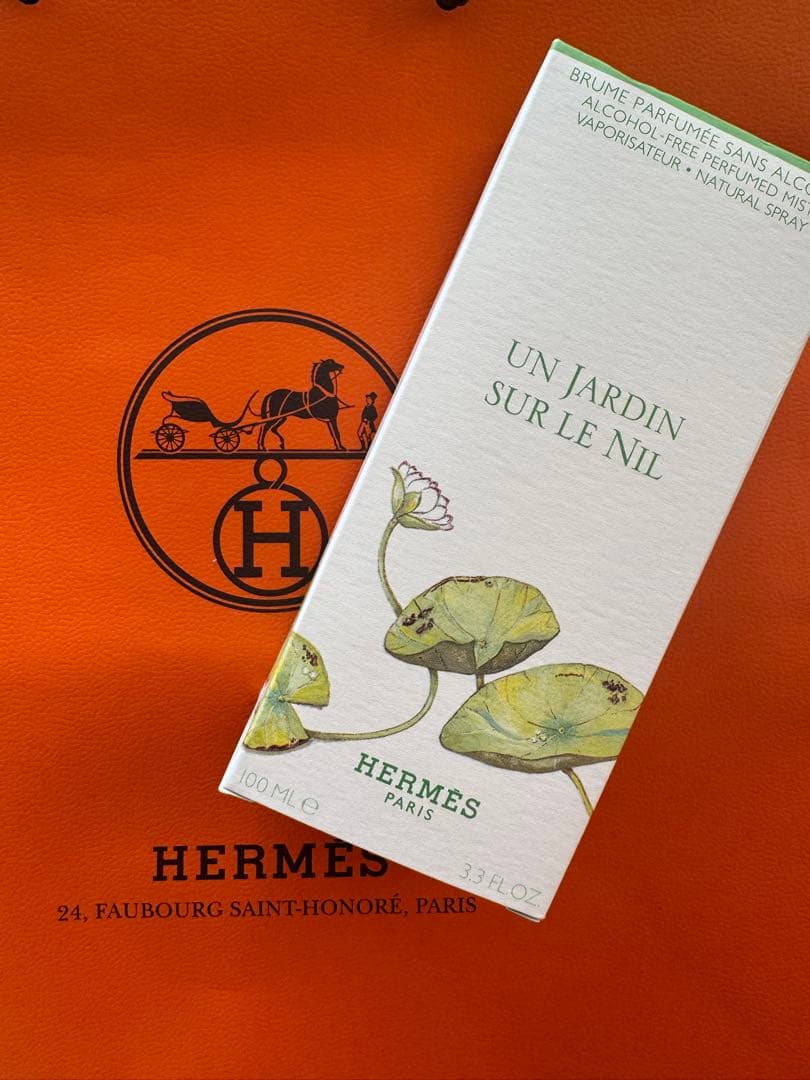 BRUME PARFUMÉE SANS
ALCOHOL-FREE PERFUMED MIST
VAPORISATEUR • NATURAL SPRAY
UN JARDIN
SUR LE NIL
H
HERMÈS
PARIS
100 ML e
3.3 FL.OZ.
HERMÈS
24, FAUBOURG SAINT-HONORÉ, PARIS